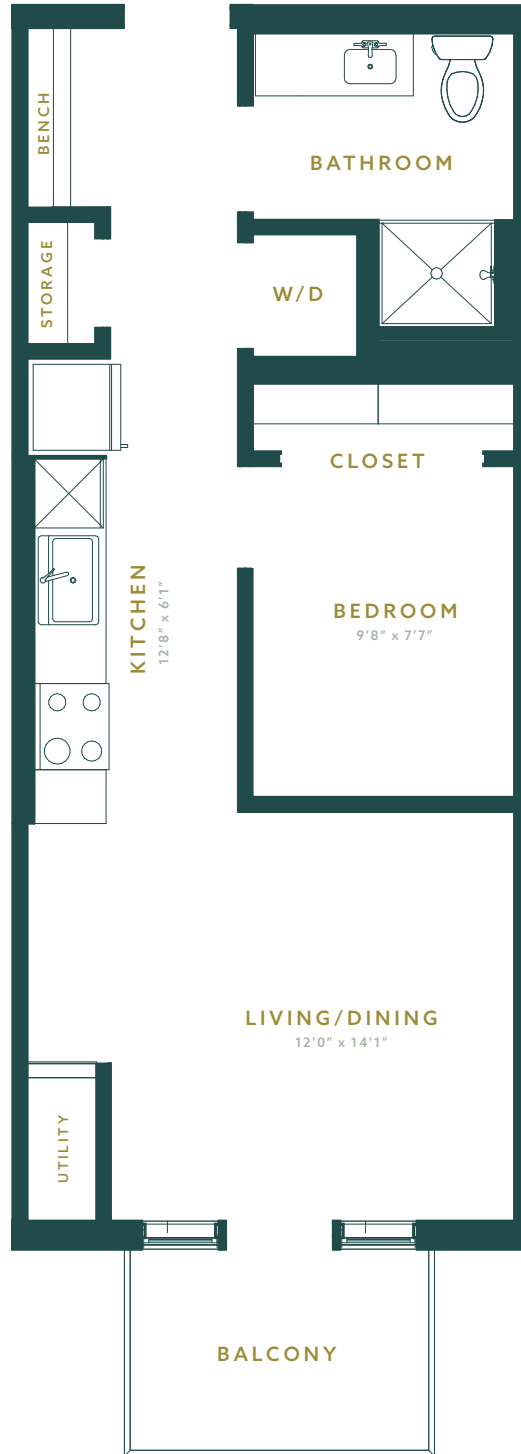 BENCH
BATHROOM
STORAGE
W/D
CLOSET
KITCHEN
12'8" x 6'1"
BEDROOM
9'8" x 7'7"
LIVING/DINING
12'0" x 14'1"
UTILITY
BALCONY